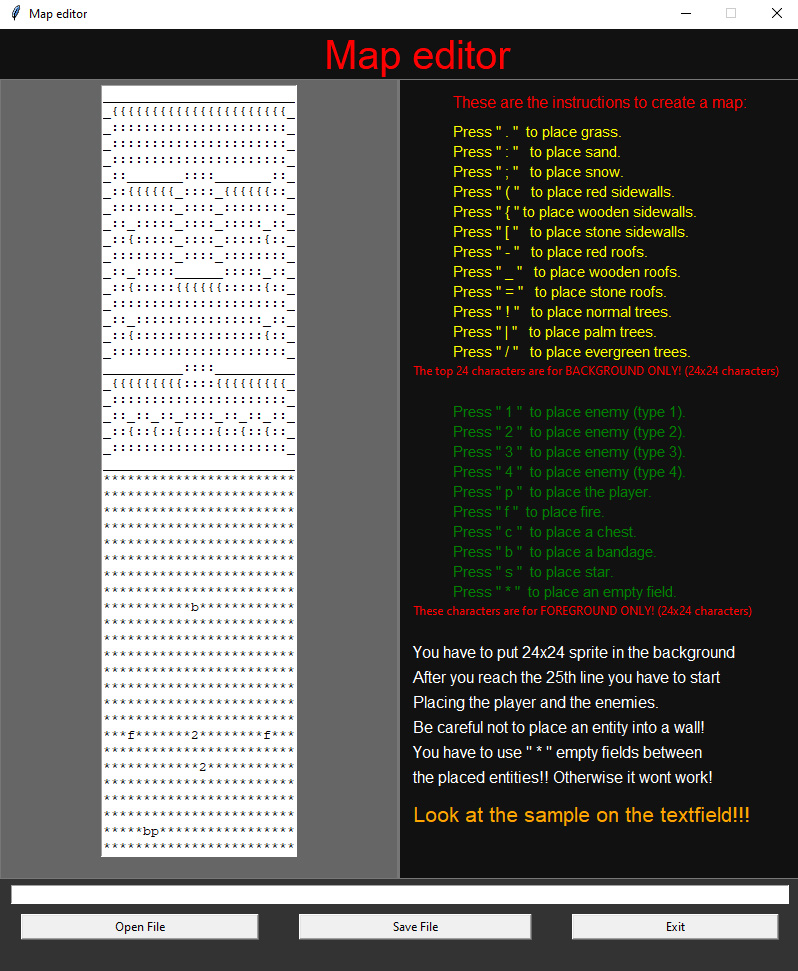 Map editor
Map editor
________________________
_{{{{{{{{{{{{{{{{{{{{{{_
_::::::::::::::::::::::_
_::::::::::::::::::::::_
_::::::::::::::::::::::_
_::_______::::_______::_
_::{{{{{{_::::_{{{{{{::_
_::::::::_::::_::::::::_
_::_:::::_::::_:::::_::_
_::{:::::_::::_:::::{::_
_::::::::_::::_::::::::_
_::_:::::______:::::_::_
_::{:::::{{{{{{:::::{::_
_::::::::::::::::::::::_
_::_::::::::::::::::_::_
_::{::::::::::::::::{::_
_::::::::::::::::::::::_
__________::::__________
_{{{{{{{{{::::{{{{{{{{{_
_::::::::::::::::::::::_
_::_::_::_::::_::_::_::_
_::{::{::{::::{::{::{::_
_::::::::::::::::::::::_
________________________
************************
************************
************************
************************
************************
************************
************************
************************
***********b************
************************
************************
************************
************************
************************
************************
************************
***f*******2********f***
************************
************2***********
************************
************************
************************
*****bp*****************
************************
These are the instructions to create a map:
Press " . " to place grass.
Press " : " to place sand.
Press " ; " to place snow.
Press " ( " to place red sidewalls.
Press " { " to place wooden sidewalls.
Press " [ " to place stone sidewalls.
Press " - " to place red roofs.
Press " _ " to place wooden roofs.
Press " = " to place stone roofs.
Press " ! " to place normal trees.
Press " | " to place palm trees.
Press " / " to place evergreen trees.
The top 24 characters are for BACKGROUND ONLY! (24x24 characters)
Press " 1 " to place enemy (type 1).
Press " 2 " to place enemy (type 2).
Press " 3 " to place enemy (type 3).
Press " 4 " to place enemy (type 4).
Press " p " to place the player.
Press " f " to place fire.
Press " c " to place a chest.
Press " b " to place a bandage.
Press " s " to place star.
Press " * " to place an empty field.
These characters are for FOREGROUND ONLY! (24x24 characters)
You have to put 24x24 sprite in the background
After you reach the 25th line you have to start
Placing the player and the enemies.
Be careful not to place an entity into a wall!
You have to use " * " empty fields between
the placed entities!! Otherwise it wont work!
Look at the sample on the textfield!!!
Open File
Save File
Exit